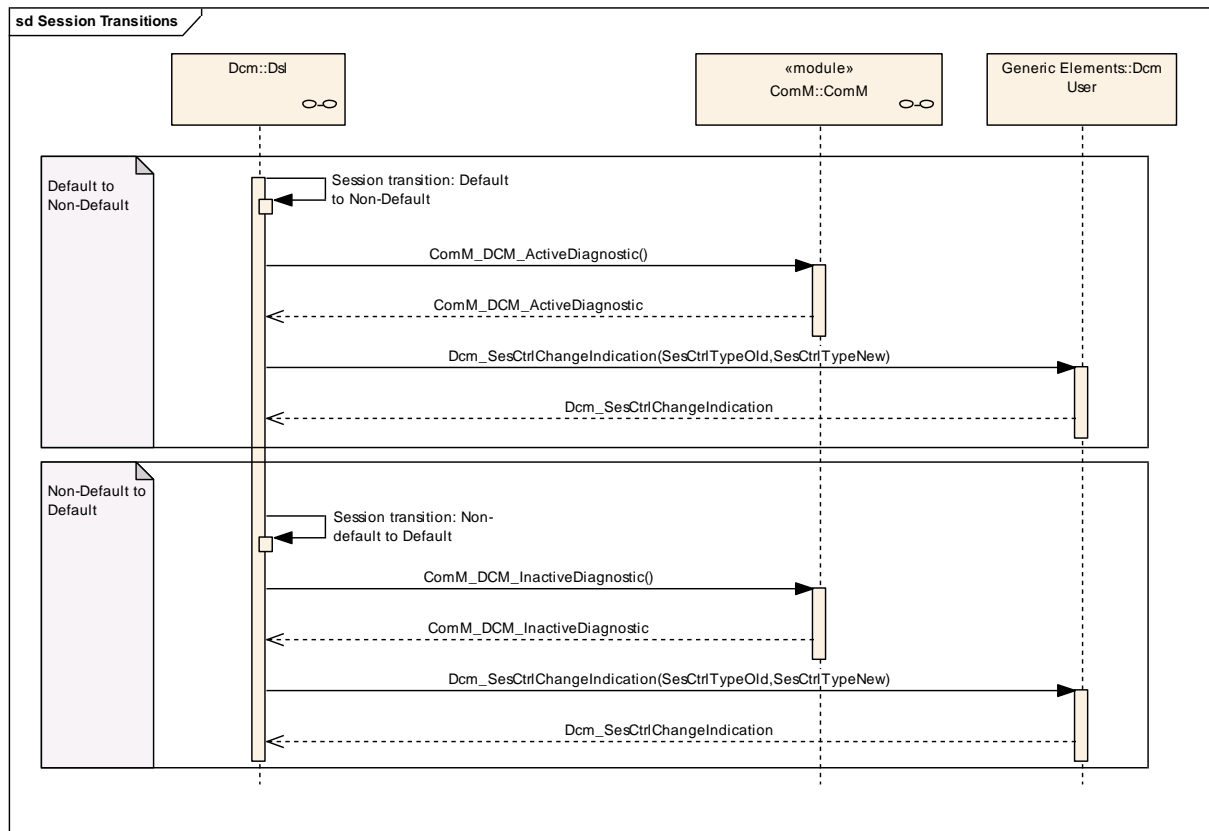 sd Session Transitions
Dcm::Dsl
«module»
ComM::ComM
Generic Elements::Dcm
User
Default to
Non-Default
Session transition: Default
to Non-Default
ComM_DCM_ActiveDiagnostic()
ComM_DCM_ActiveDiagnostic
Dcm_SesCtrlChangeIndication(SesCtrlTypeOld,SesCtrlTypeNew)
Dcm_SesCtrlChangeIndication
Non-Default to
Default
Session transition: Non-
default to Default
ComM_DCM_InactiveDiagnostic()
ComM_DCM_InactiveDiagnostic
Dcm_SesCtrlChangeIndication(SesCtrlTypeOld,SesCtrlTypeNew)
Dcm_SesCtrlChangeIndication